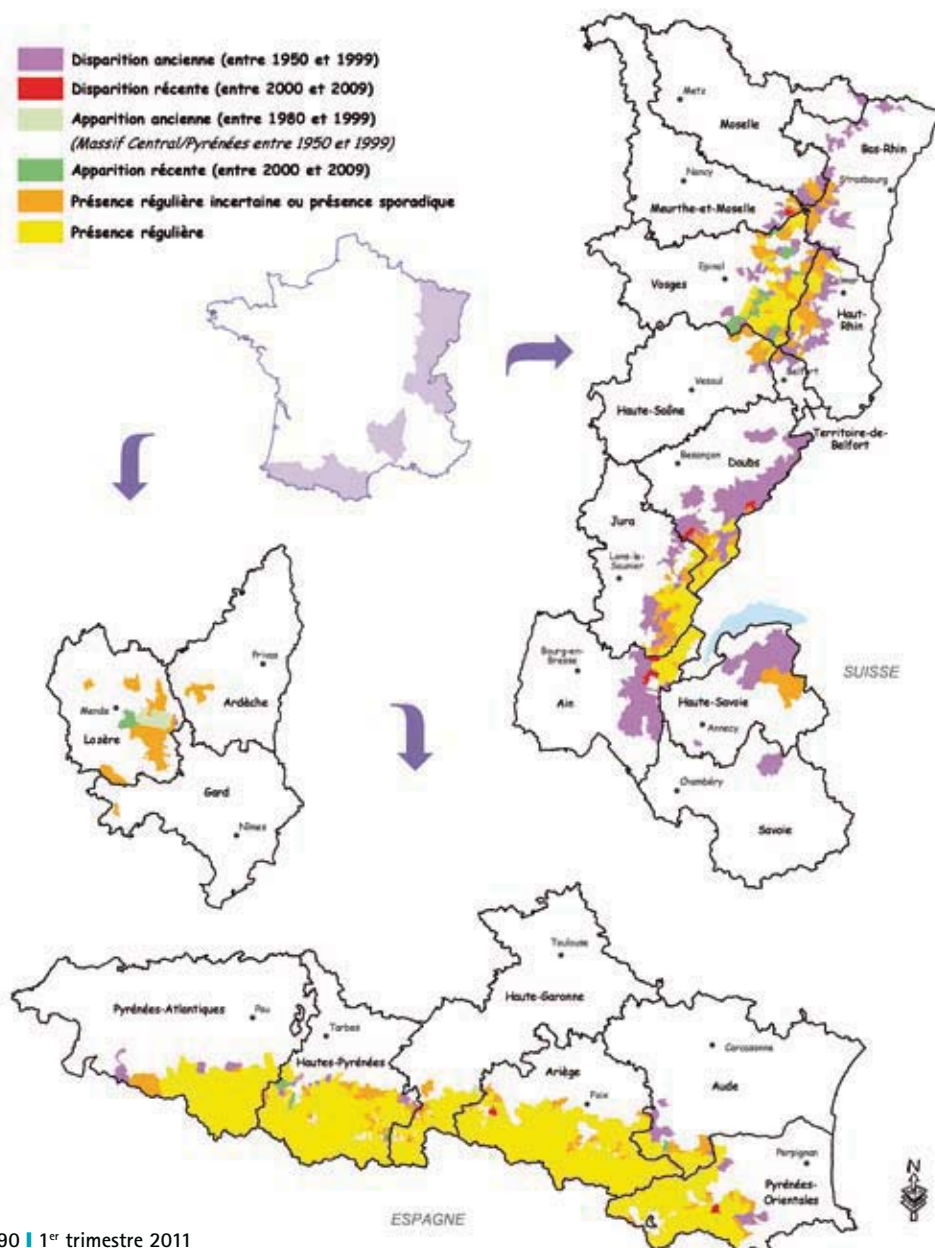 Disparition ancienne (entre 1950 et 1999)
Disparition récente (entre 2000 et 2009)
Apparition ancienne (entre 1980 et 1999)
(Massif Central/Pyrénées entre 1950 et 1999)
Apparition récente (entre 2000 et 2009)
Présence régulière incertaine ou présence sporadique
Présence régulière
Metz
Moselle
Bas-Rhin
Nancy
Strasbourg
Meurthe-et-Moselle
Epinal
Vosges
Colmar
Haut-
Rhin
Belfort
Vesoul
Haute-Saône
Territoire-de-
Belfort
Besançon
Doubs
Jura
Lons-le-
Saunier
Bourg-en-
Bresse
Ain
SUISSE
Haute-Savoie
Annecy
Chambéry
Savoie
Privas
Ardèche
Mende
Lozère
Gard
Nîmes
Toulouse
Haute-Garonne
Pyrénées-Atlantiques
Pau
Tarbes
Hautes-Pyrénées
Ariège
Foix
Carcassonne
Aude
Perpignan
Pyrénées-
Orientales
ESPAGNE
N
90 | 1er trimestre 2011